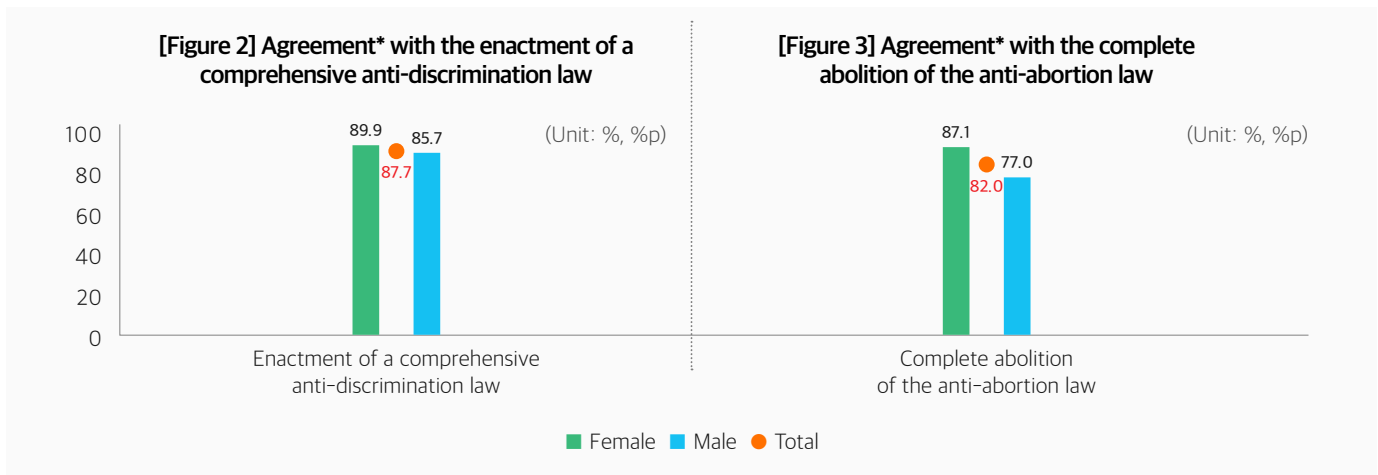 [Figure 2] Agreement* with the enactment of a
comprehensive anti-discrimination law
(Unit: %, %p)
100
80
60
40
20
0
89.9
87.7
85.7
Enactment of a comprehensive
anti-discrimination law
[Figure 3] Agreement* with the complete
abolition of the anti-abortion law
(Unit: %, %p)
87.1
82.0
77.0
Complete abolition
of the anti-abortion law
Female Male Total